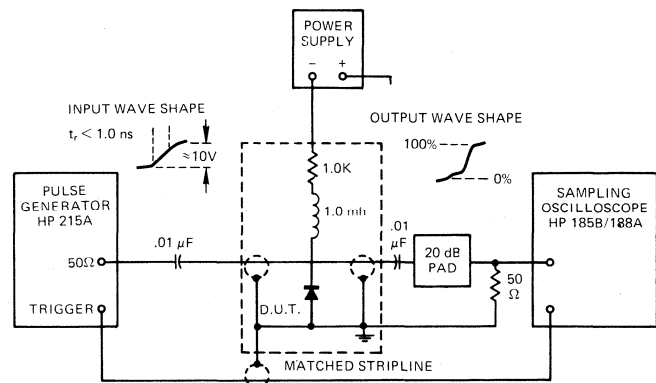 POWER
SUPPLY
− +
INPUT WAVE SHAPE
tr < 1.0 ns
≈10V
OUTPUT WAVE SHAPE
100%
0%
1.0K
1.0 mh
PULSE
GENERATOR
HP 215A
50Ω
TRIGGER
.01 μF
.01
μF
20 dB
PAD
50
Ω
SAMPLING
OSCILLOSCOPE
HP 185B/188A
D.U.T.
MATCHED STRIPLINE